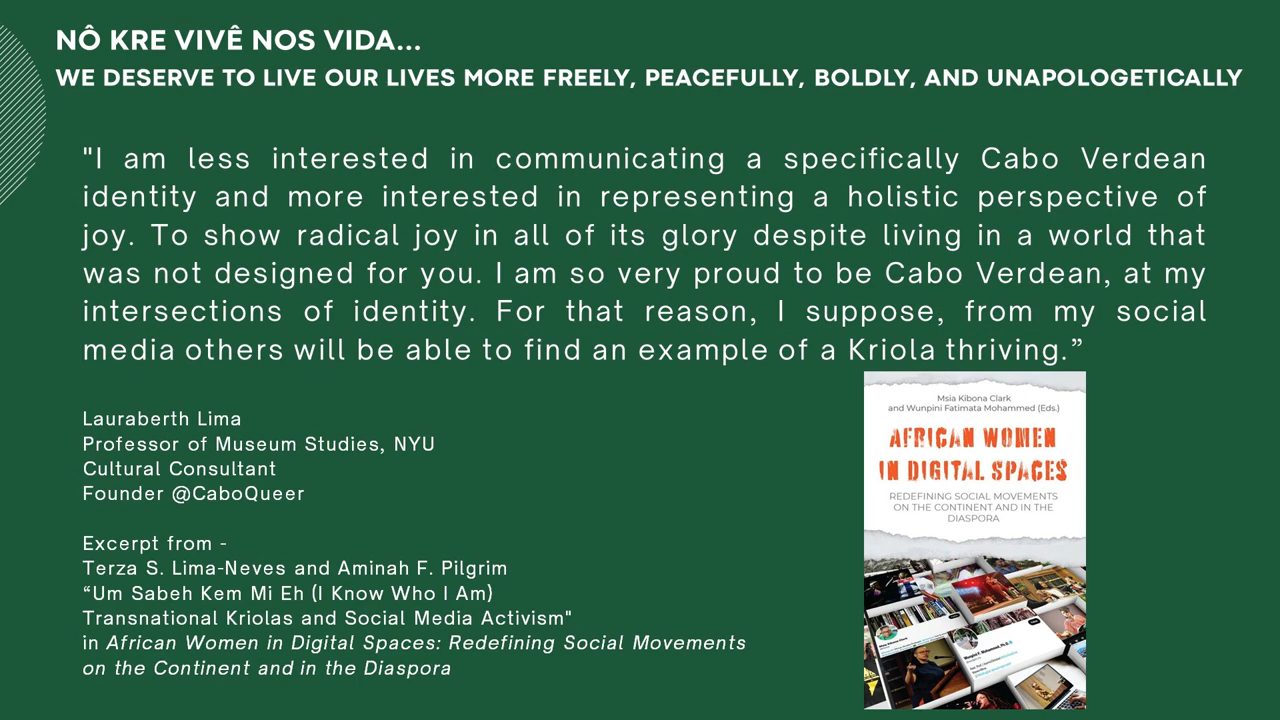 NÔ KRE VIVÊ NOS VIDA...
WE DESERVE TO LIVE OUR LIVES MORE FREELY, PEACEFULLY, BOLDLY, AND UNAPOLOGETICALLY
"I am less interested in communicating a specifically Cabo Verdean
identity and more interested in representing a holistic perspective of
joy. To show radical joy in all of its glory despite living in a world that
was not designed for you. I am so very proud to be Cabo Verdean, at my
intersections of identity. For that reason, I suppose, from my social
media others will be able to find an example of a Kriola thriving.”
Lauraberth Lima
Professor of Museum Studies, NYU
Cultural Consultant
Founder @CaboQueer
Excerpt from -
Terza S. Lima-Neves and Aminah F. Pilgrim
“Um Sabeh Kem Mi Eh (I Know Who I Am)
Transnational Kriolas and Social Media Activism"
in African Women in Digital Spaces: Redefining Social Movements
on the Continent and in the Diaspora
Msia Kibona Clark
and Wunpini Fatimata Mohammed (Eds.)
AFRICAN WOMEN
IN DIGITAL SPACES
REDEFINING SOCIAL MOVEMENTS
ON THE CONTINENT AND IN THE
DIASPORA